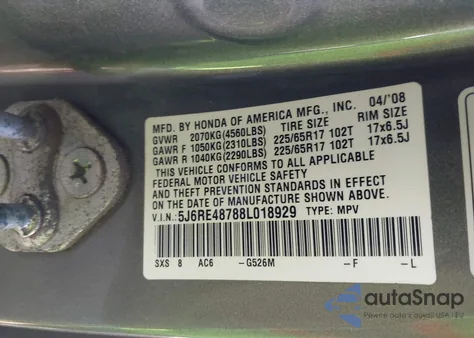 MFD. BY HONDA OF AMERICA MFG., INC. 04/'08
GVWR 2070KG(4560LBS) TIRE SIZE RIM SIZE
GAWR F 1050KG(2310LBS) 225/65R17 102T 17x6.5J
GAWR R 1040KG(2290LBS) 225/65R17 102T 17x6.5J
THIS VEHICLE CONFORMS TO ALL APPLICABLE
FEDERAL MOTOR VEHICLE SAFETY
AND THEFT PREVENTION STANDARDS IN EFFECT
ON THE DATE OF MANUFACTURE SHOWN ABOVE.
V.I.N: 5J6RE48788L018929 TYPE: MPV
SXS 8 AC6 -G526M -F -L
autoSnap
Free